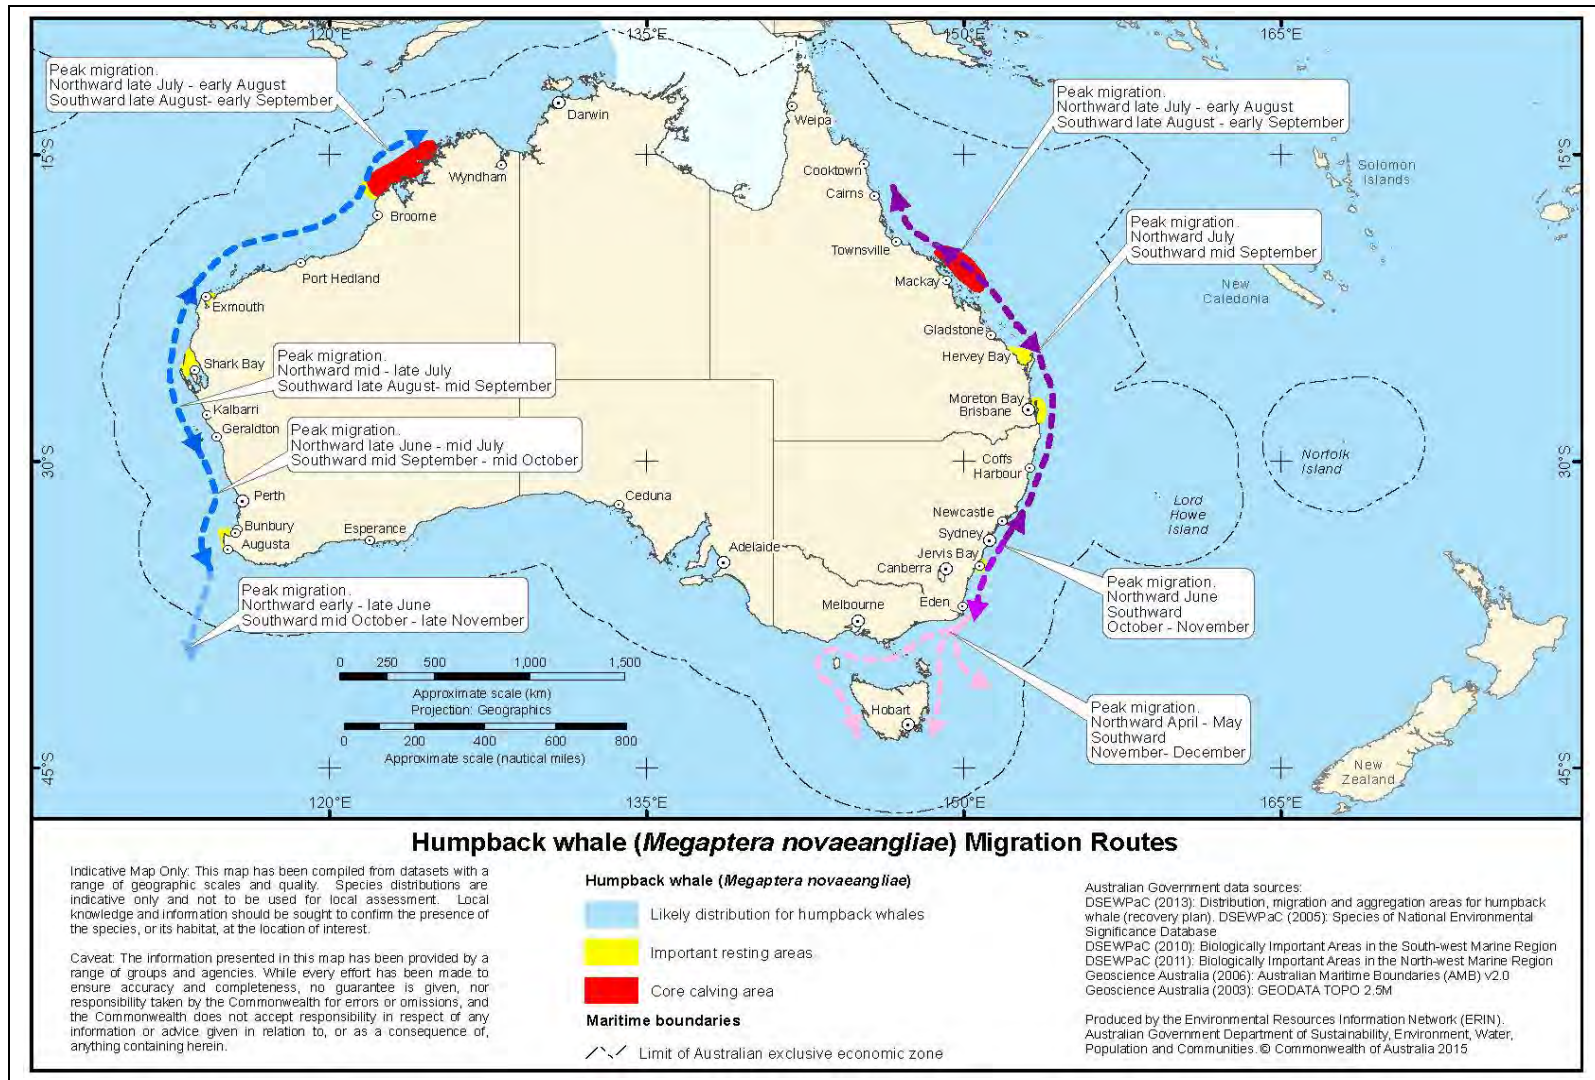 120°E
135°E
150°E
165°E
Peak migration.
Northward late July - early August
Southward late August- early September
Peak migration.
Northward late July - early August
Southward late August - early September
Darwin
Weipa
15°S
15°S
Wyndham
Cooktown
Solomon
Islands
Cairns
Broome
Peak migration.
Northward July
Southward mid September
Townsville
Port Hedland
Mackay
New
Caledonia
Exmouth
Gladstone
Hervey Bay
Shark Bay
Peak migration.
Northward mid - late July
Southward late August- mid September
Kalbarri
Moreton Bay
Brisbane
Geraldton
Peak migration.
Northward late June - mid July
Southward mid September - mid October
30°S
30°S
Coffs
Harbour
Norfolk
Island
Perth
Ceduna
Lord
Howe
Island
Newcastle
Bunbury
Esperance
Sydney
Augusta
Adelaide
Jervis Bay
Canberra
Peak migration.
Northward early - late June
Southward mid October - late November
Melbourne
Eden
Peak migration.
Northward June
Southward
October - November
0 250 500 1,000 1,500
Approximate scale (km)
Projection: Geographics
0 200 400 600 800
Approximate scale (nautical miles)
Hobart
Peak migration.
Northward April - May
Southward
November- December
45°S
45°S
New
Zealand
120°E
135°E
150°E
165°E
Humpback whale (Megaptera novaeangliae) Migration Routes
Indicative Map Only: This map has been compiled from datasets with a
range of geographic scales and quality. Species distributions are
indicative only and not to be used for local assessment. Local
knowledge and information should be sought to confirm the presence of
the species, or its habitat, at the location of interest.
Caveat: The information presented in this map has been provided by a
range of groups and agencies. While every effort has been made to
ensure accuracy and completeness, no guarantee is given, nor
responsibility taken by the Commonwealth for errors or omissions, and
the Commonwealth does not accept responsibility in respect of any
information or advice given in relation to, or as a consequence of,
anything containing herein.
Humpback whale (Megaptera novaeangliae)
Likely distribution for humpback whales
Important resting areas
Core calving area
Maritime boundaries
Limit of Australian exclusive economic zone
Australian Government data sources:
DSEWPaC (2013): Distribution, migration and aggregation areas for humpback
whale (recovery plan). DSEWPaC (2005): Species of National Environmental
Significance Database
DSEWPaC (2010): Biologically Important Areas in the South-west Marine Region
DSEWPaC (2011): Biologically Important Areas in the North-west Marine Region
Geoscience Australia (2006): Australian Maritime Boundaries (AMB) v2.0
Geoscience Australia (2003): GEODATA TOPO 2.5M
Produced by the Environmental Resources Information Network (ERIN).
Australian Government Department of Sustainability, Environment, Water,
Population and Communities. © Commonwealth of Australia 2015